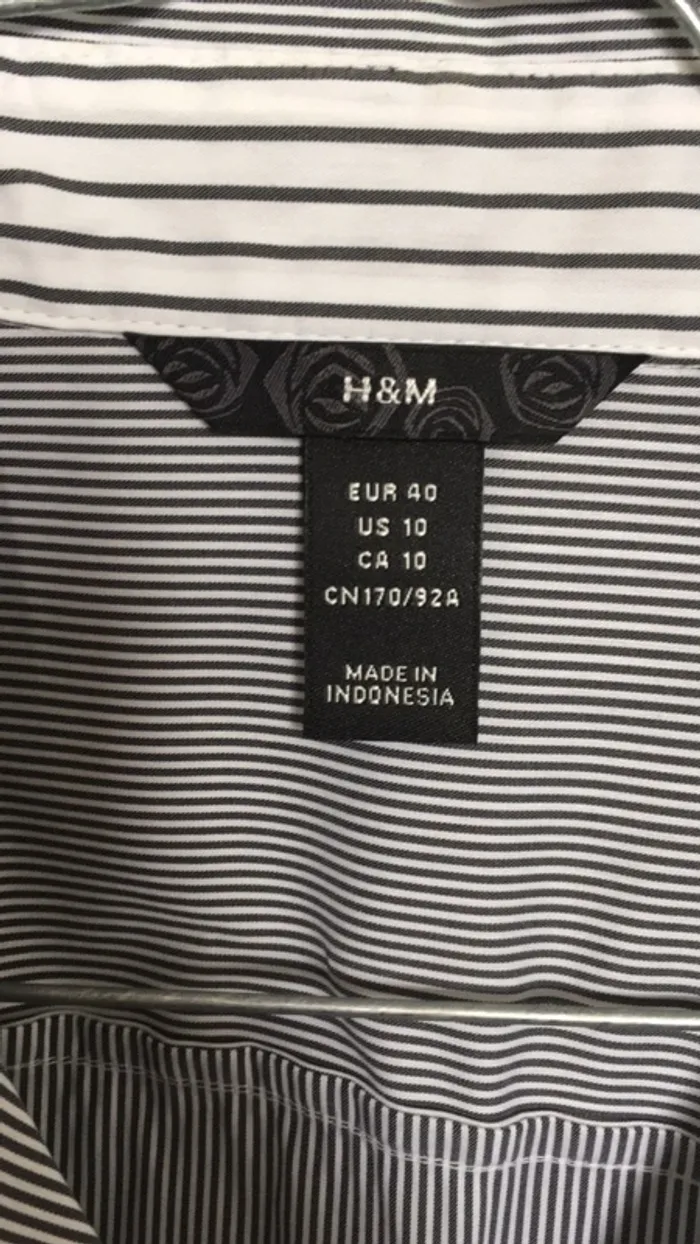 H&M
EUR 40
US 10
CA 10
CN170/92A
MADE IN
INDONESIA